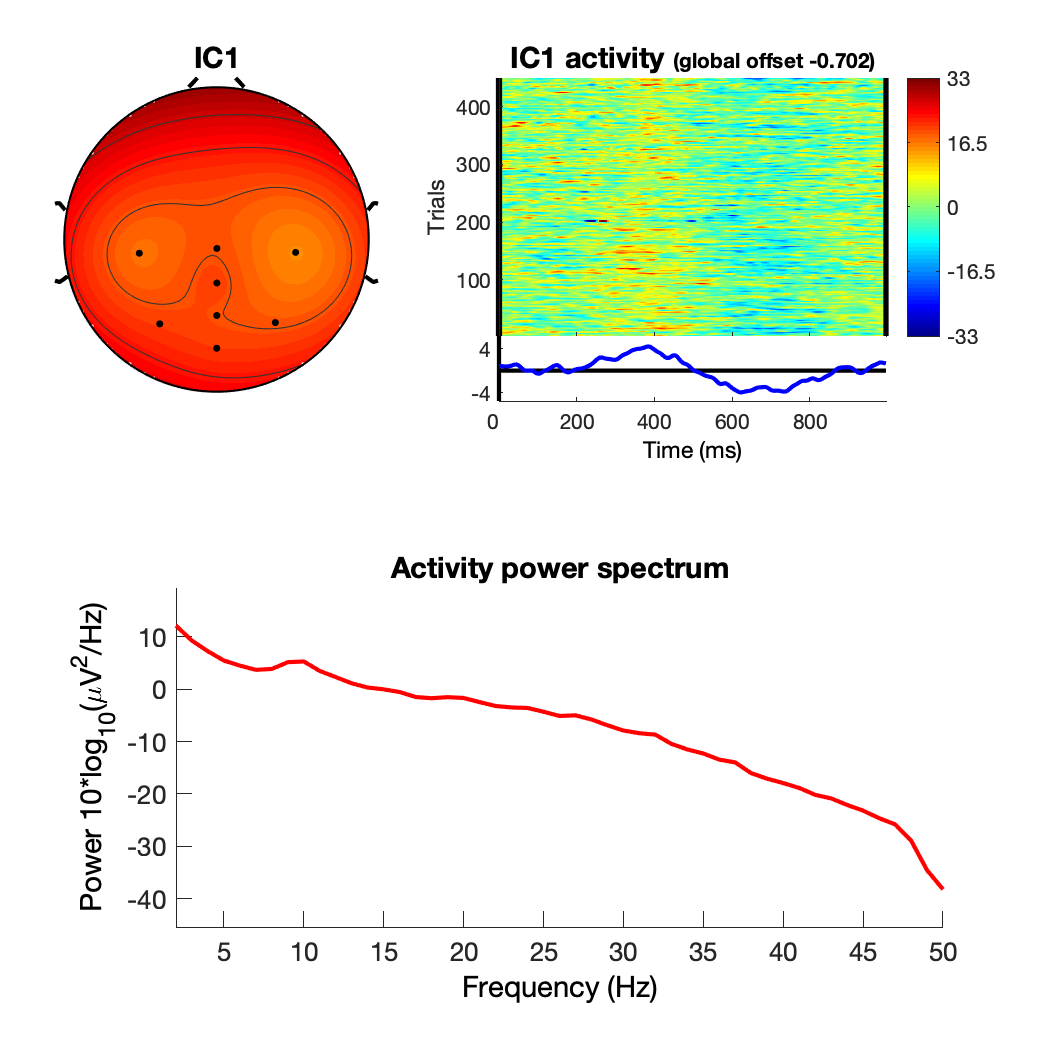 IC1
IC1 activity (global offset -0.702)
Trials
400
300
200
100
33
16.5
0
-16.5
-33
4
-4
0 200 400 600 800
Time (ms)
Activity power spectrum
Power 10*log10(μV2/Hz)
10
0
-10
-20
-30
-40
5 10 15 20 25 30 35 40 45 50
Frequency (Hz)